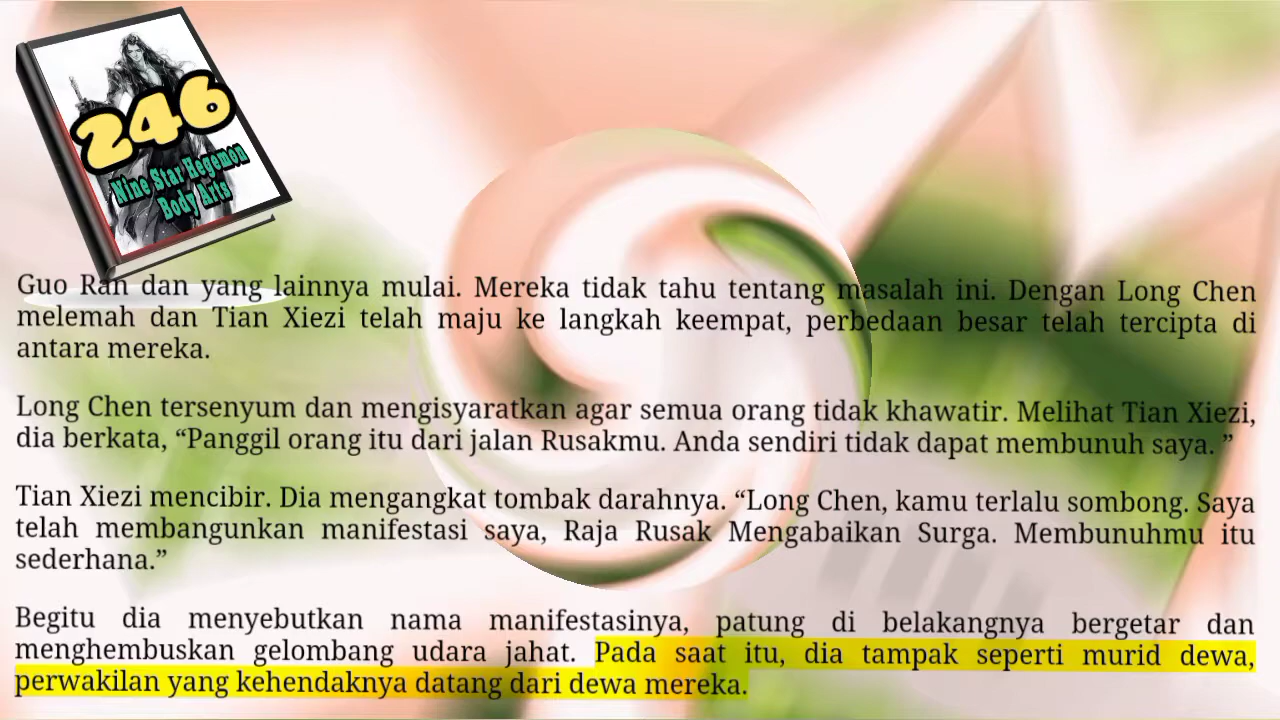 246
Nine Star Hegemon
Body Arts
Guo Ran dan yang lainnya mulai. Mereka tidak tahu tentang masalah ini. Dengan Long Chen
melemah dan Tian Xiezi telah maju ke langkah keempat, perbedaan besar telah tercipta di
antara mereka.
Long Chen tersenyum dan mengisyaratkan agar semua orang tidak khawatir. Melihat Tian Xiezi,
dia berkata, “Panggil orang itu dari jalan Rusakmu. Anda sendiri tidak dapat membunuh saya. ”
Tian Xiezi mencibir. Dia mengangkat tombak darahnya. “Long Chen, kamu terlalu sombong. Saya
telah membangunkan manifestasi saya, Raja Rusak Mengabaikan Surga. Membunuhmu itu
sederhana.”
Begitu dia menyebutkan nama manifestasinya, patung di belakangnya bergetar dan
menghembuskan gelombang udara jahat. Pada saat itu, dia tampak seperti murid dewa,
perwakilan yang kehendaknya datang dari dewa mereka.